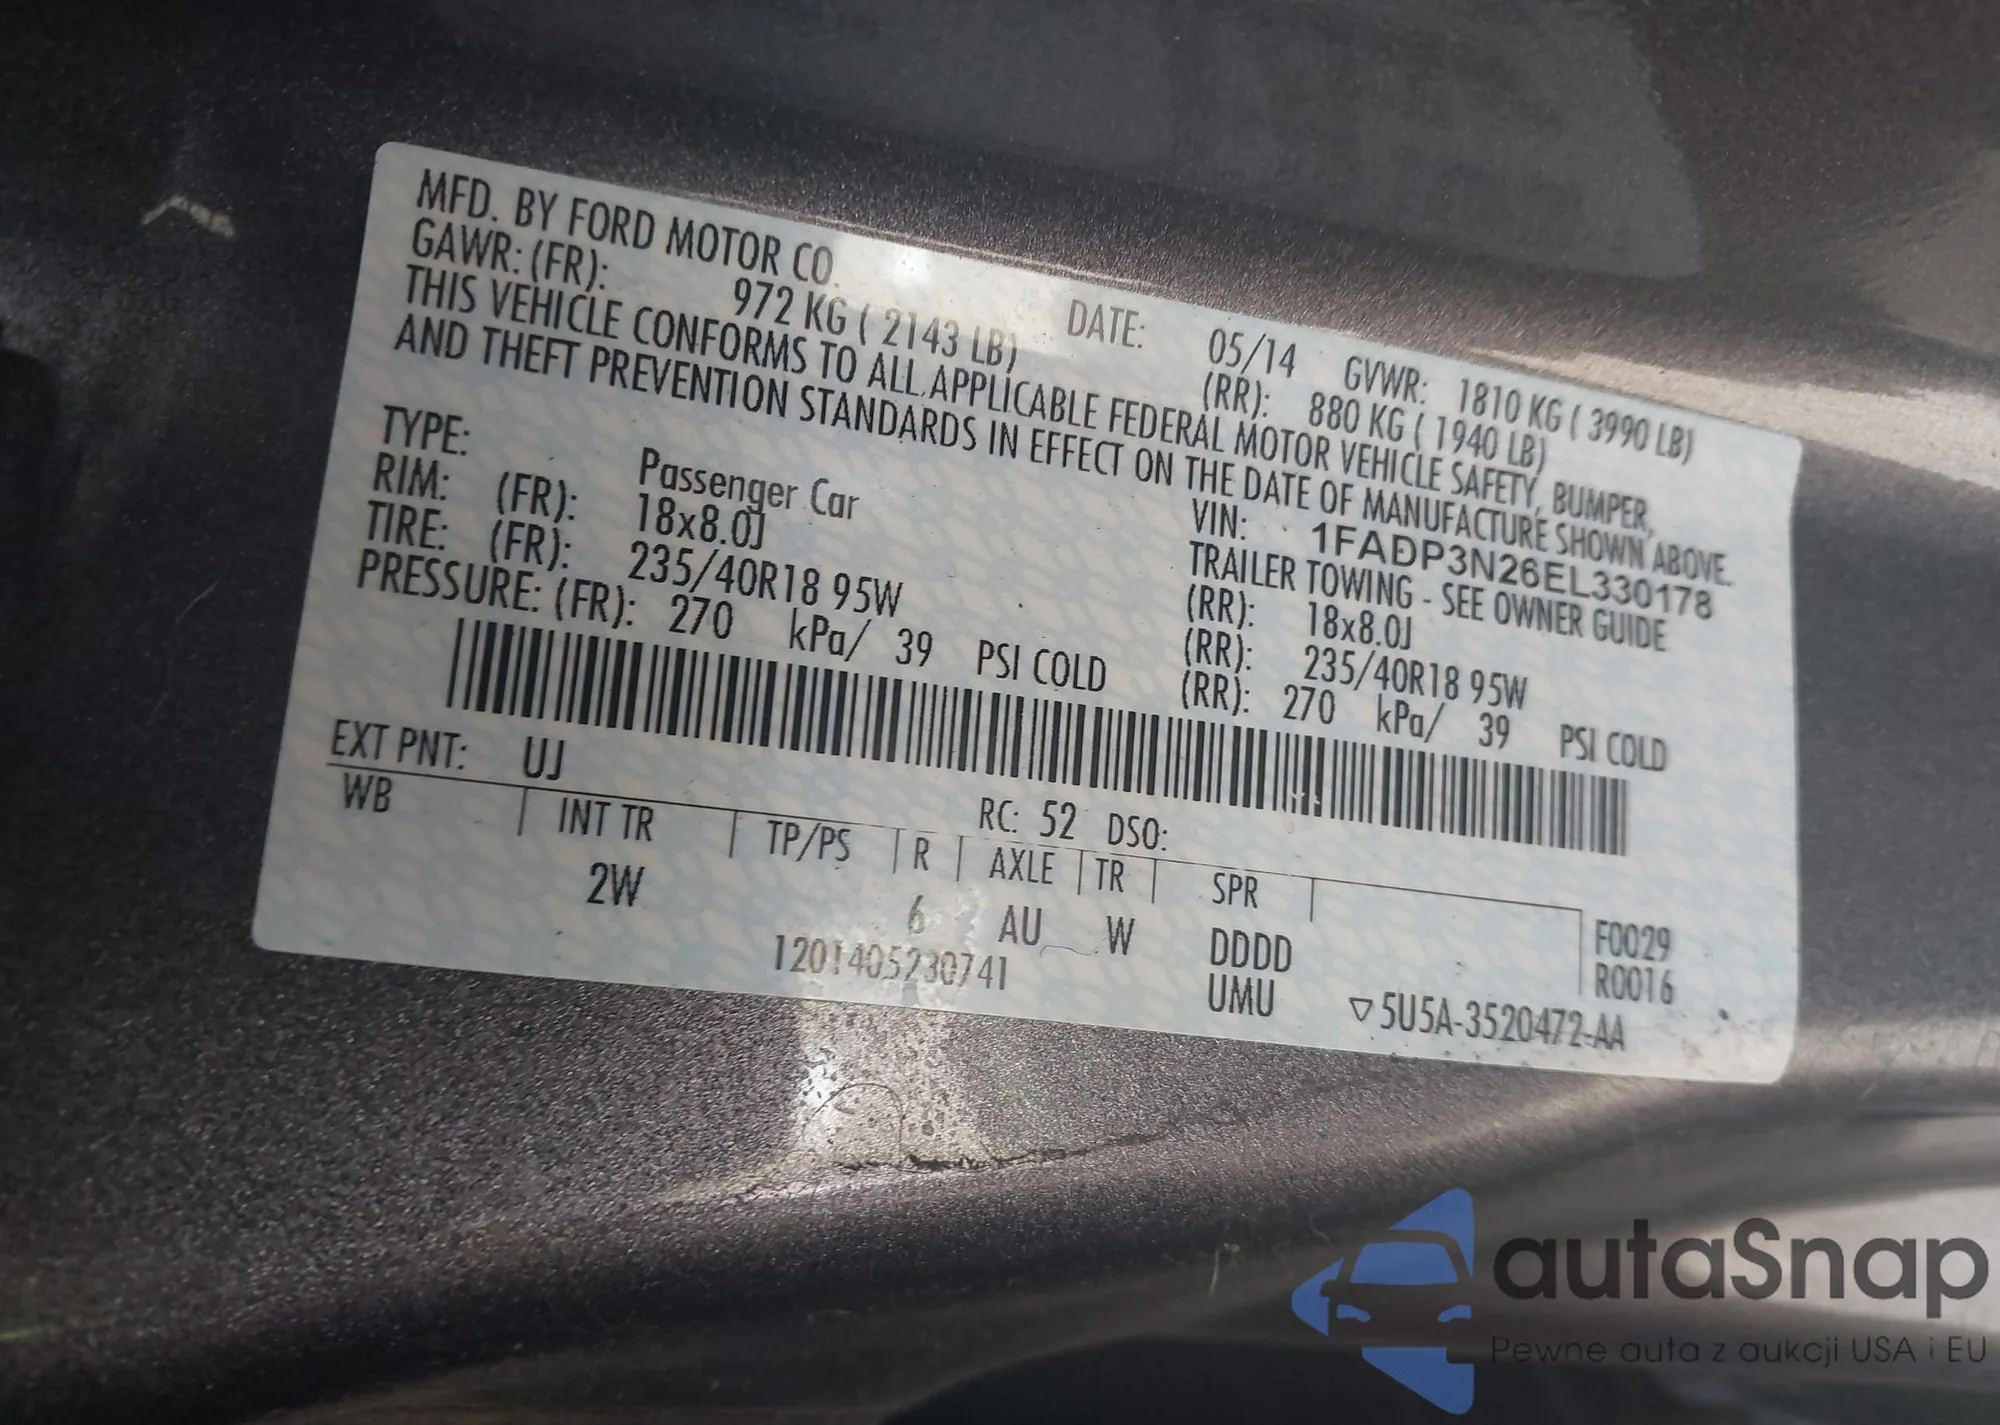 MFD. BY FORD MOTOR CO. DATE: 05/14 GVWR: 1810 KG ( 3990 LB)
GAWR: (FR): 972 KG ( 2143 LB) (RR): 880 KG ( 1940 LB)
THIS VEHICLE CONFORMS TO ALL APPLICABLE FEDERAL MOTOR VEHICLE SAFETY, BUMPER,
AND THEFT PREVENTION STANDARDS IN EFFECT ON THE DATE OF MANUFACTURE SHOWN ABOVE.
VIN: 1FADP3N26EL330178
TYPE: Passenger Car TRAILER TOWING - SEE OWNER GUIDE
RIM: (FR): 18x8.0J (RR): 18x8.0J
TIRE: (FR): 235/40R18 95W (RR): 235/40R18 95W
PRESSURE: (FR): 270 kPa/ 39 PSI COLD (RR): 270 kPa/ 39 PSI COLD
EXT PNT: UJ RC: 52 DSO:
WB INT TR TP/PS R AXLE TR SPR
2W 6 AU W DDDD F0029
1201405230741 UMU R0016
▽5U5A-3520472-AA
autaSnap
Pewne auta z aukcji USA i EU